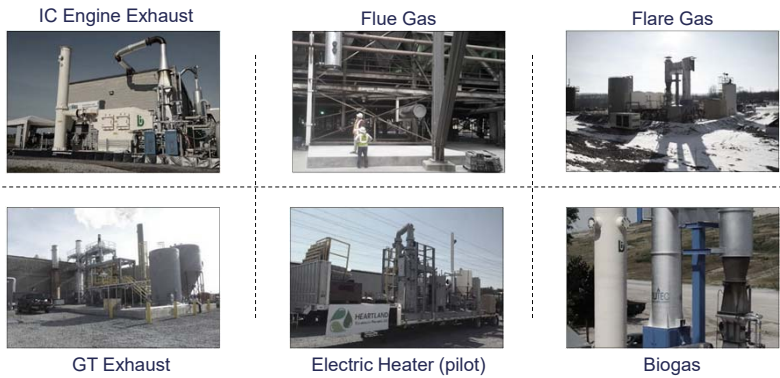 IC Engine Exhaust
Flue Gas
Flare Gas
HEARTLAND
GT Exhaust
Electric Heater (pilot)
Biogas